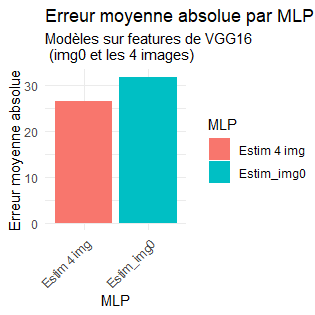 Erreur moyenne absolue par MLP
Modèles sur features de VGG16
(img0 et les 4 images)
Erreur moyenne absolue
30
20
10
0
Estim 4 img
Estim_img0
MLP
MLP
Estim 4 img
Estim_img0